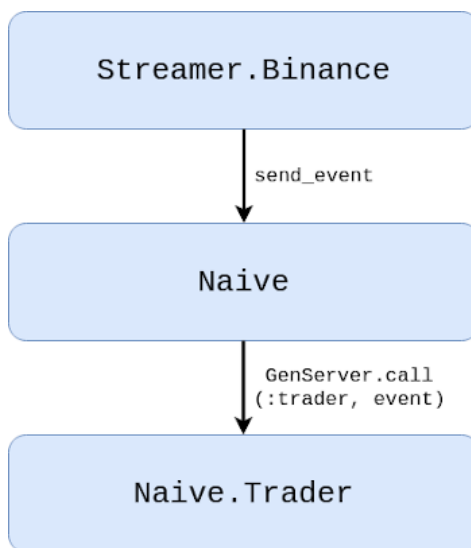 Streamer.Binance
send_event
Naive
GenServer.call
(:trader, event)
Naive.Trader